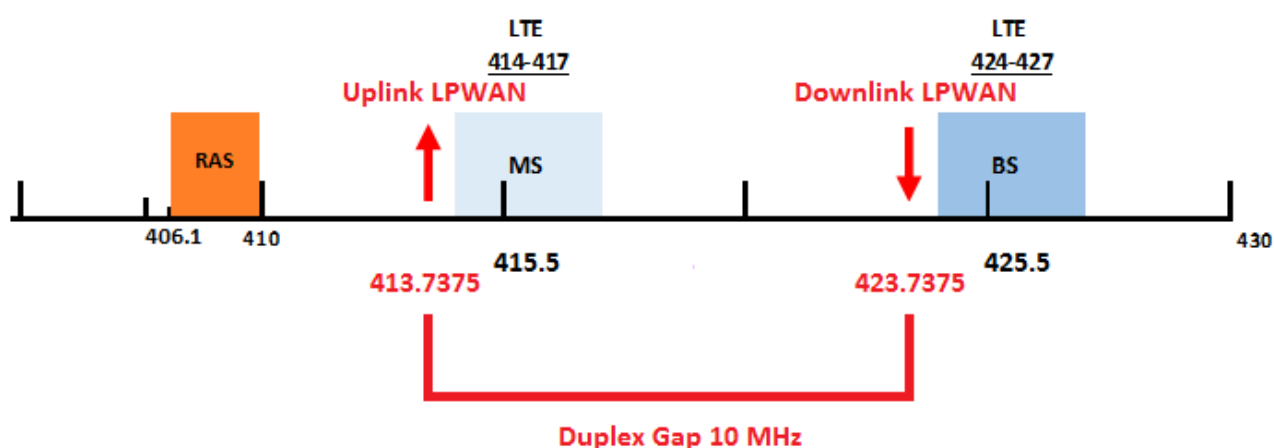 LTE
414-417
LTE
424-427
Uplink LPWAN
Downlink LPWAN
RAS
MS
BS
406.1
410
430
415.5
425.5
413.7375
423.7375
Duplex Gap 10 MHz